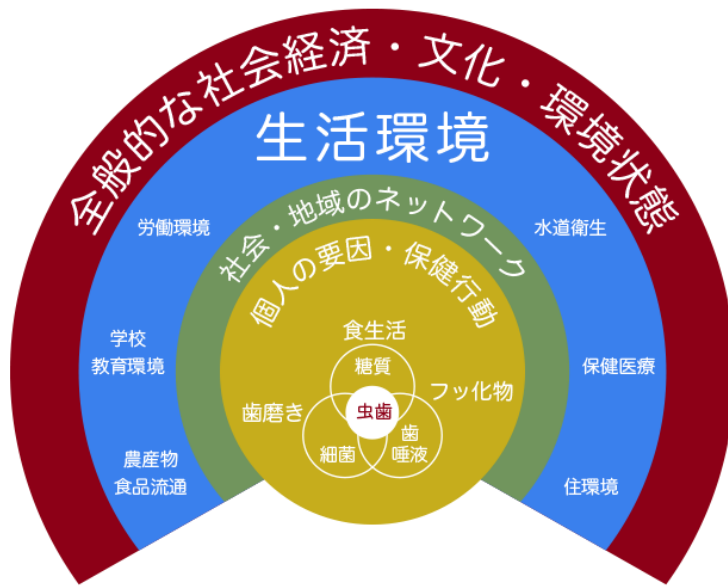 全般的な社会経済・文化・環境状態
生活環境
社会・地域のネットワーク
労働環境
水道衛生
個人の要因・保健行動
学校
教育環境
保健医療
農産物
食品流通
住環境
食生活
糖質
歯磨き
フッ化物
虫歯
細菌
歯
唾液